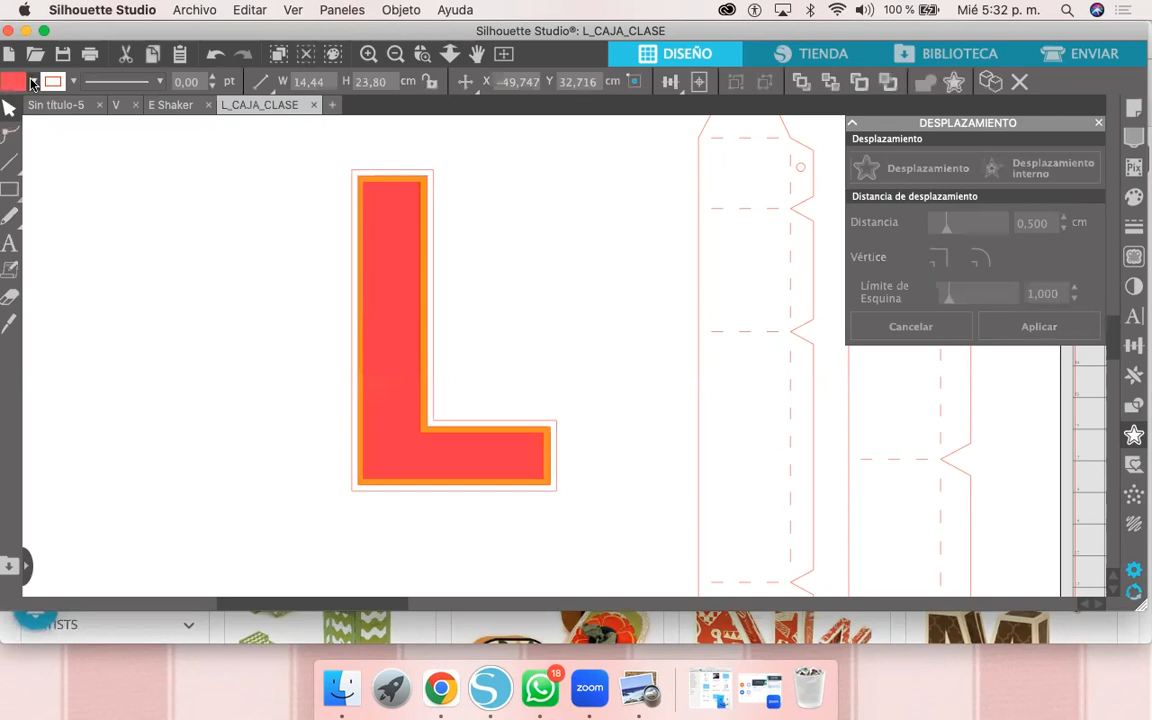 Silhouette Studio Archivo Editar Ver Paneles Objeto Ayuda 100 % Mié 5:32 p. m.
Silhouette Studio®: L_CAJA_CLASE
DISEÑO TIENDA BIBLIOTECA ENVIAR
0,00 pt W 14,44 H 23,80 cm X -49,747 Y 32,716 cm
Sin título-5 V E Shaker L_CAJA_CLASE
DESPLAZAMIENTO
Desplazamiento
Desplazamiento Desplazamiento interno
Distancia de desplazamiento
Distancia 0,500 cm
Vértice
Límite de Esquina 1,000
Cancelar Aplicar
L
ISTS
18
zoom